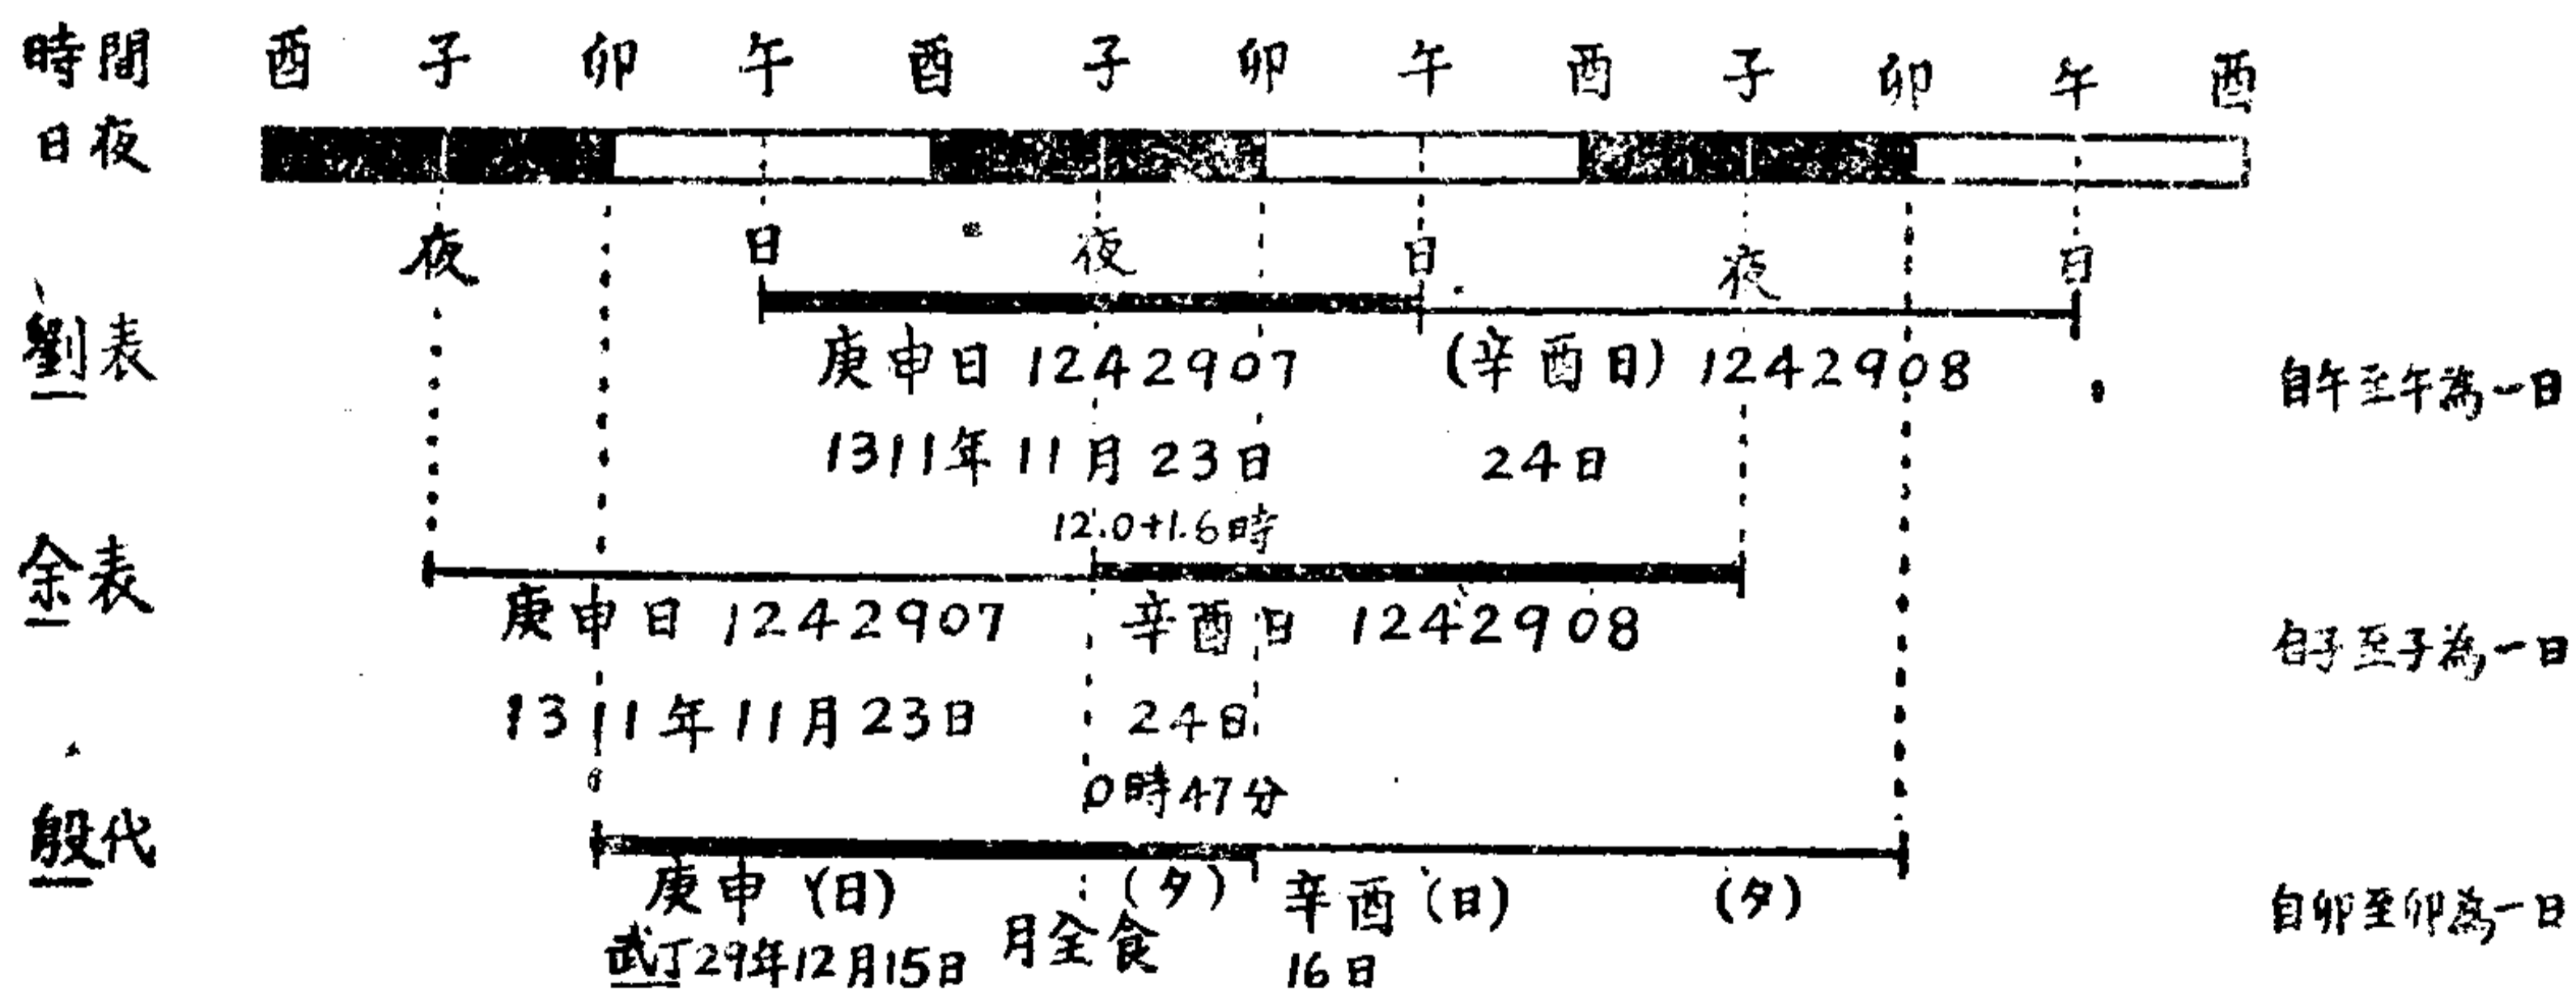 時間 酉 子 卯 午 酉 子 卯 午 酉 子 卯 午 酉
日夜
夜 日 夜 日 夜 日
劉表
庚申日 1242907 (辛酉日) 1242908 自午至午為一日
1311年11月23日 24日
12.0+1.6時
余表
庚申日 1242907 辛酉日 1242908 自子至子為一日
1311年11月23日 24日
0時47分
殷代
庚申(日) (夕) 辛酉(日) (夕) 自卯至卯為一日
武丁29年12月15日 月全食 16日